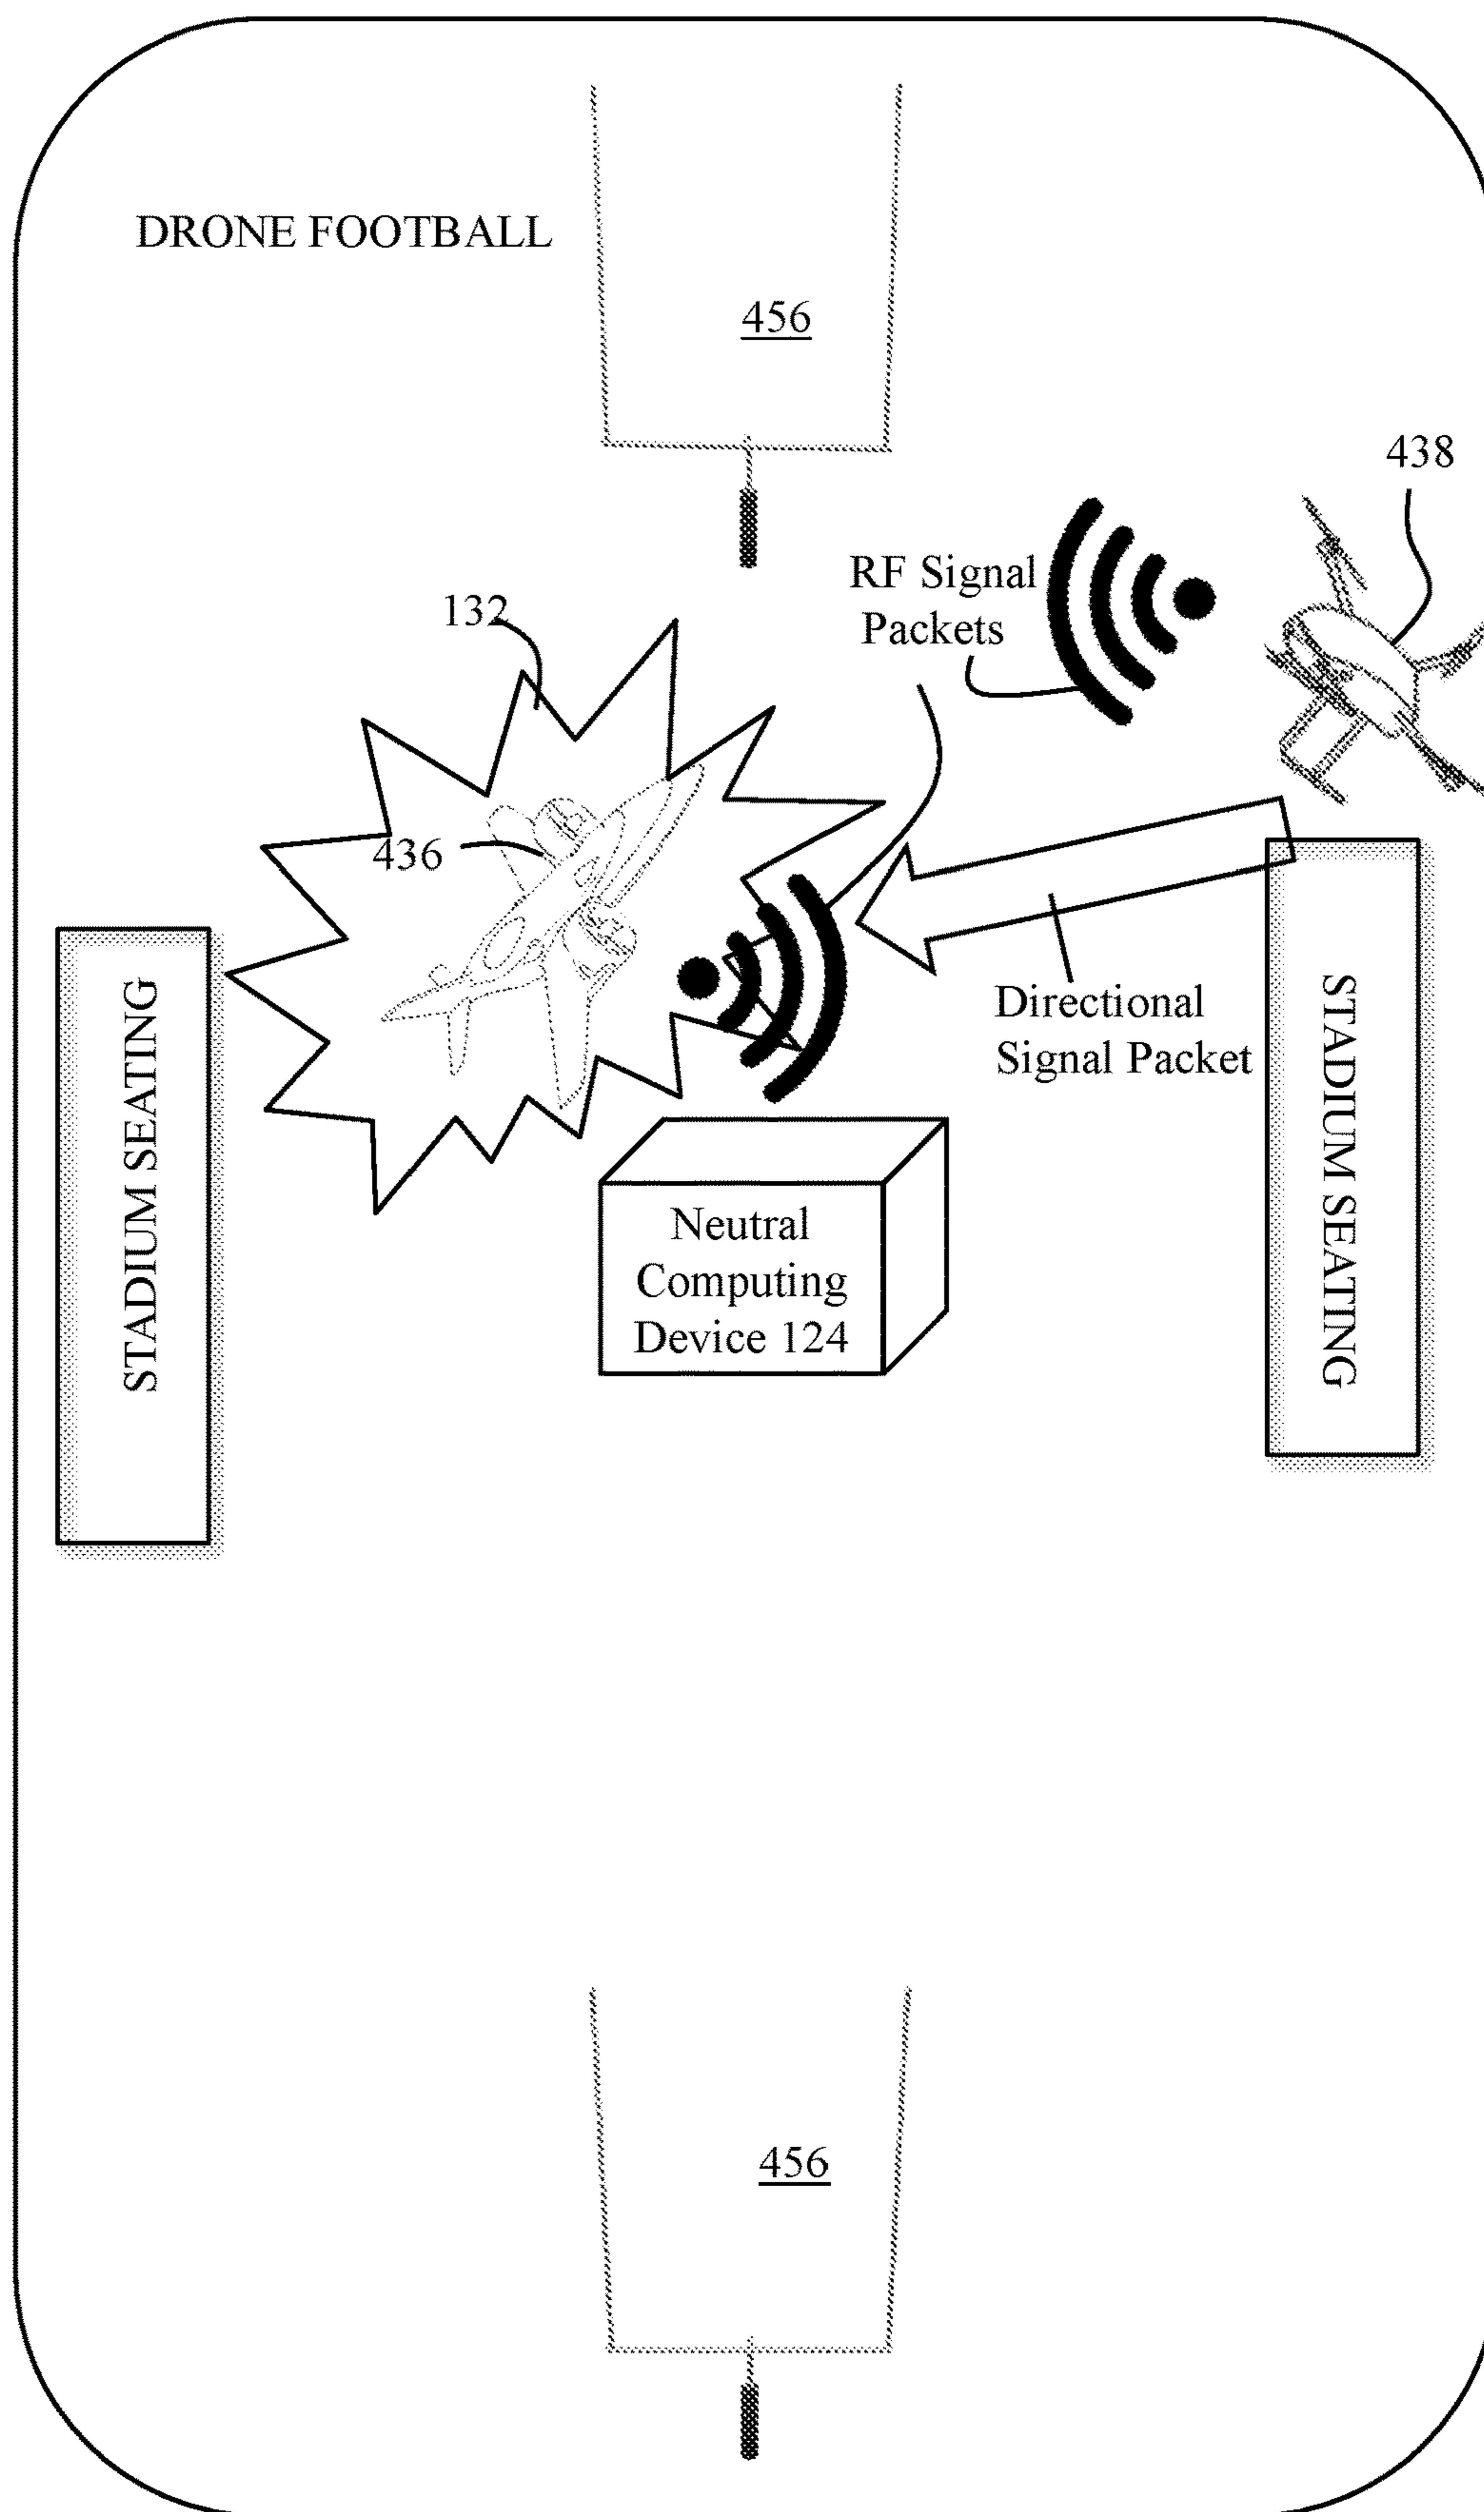 DRONE FOOTBALL
456
438
RF Signal
Packets
132
436
Directional
Signal Packet
STADIUM SEATING
STADIUM SEATING
Neutral
Computing
Device 124
456